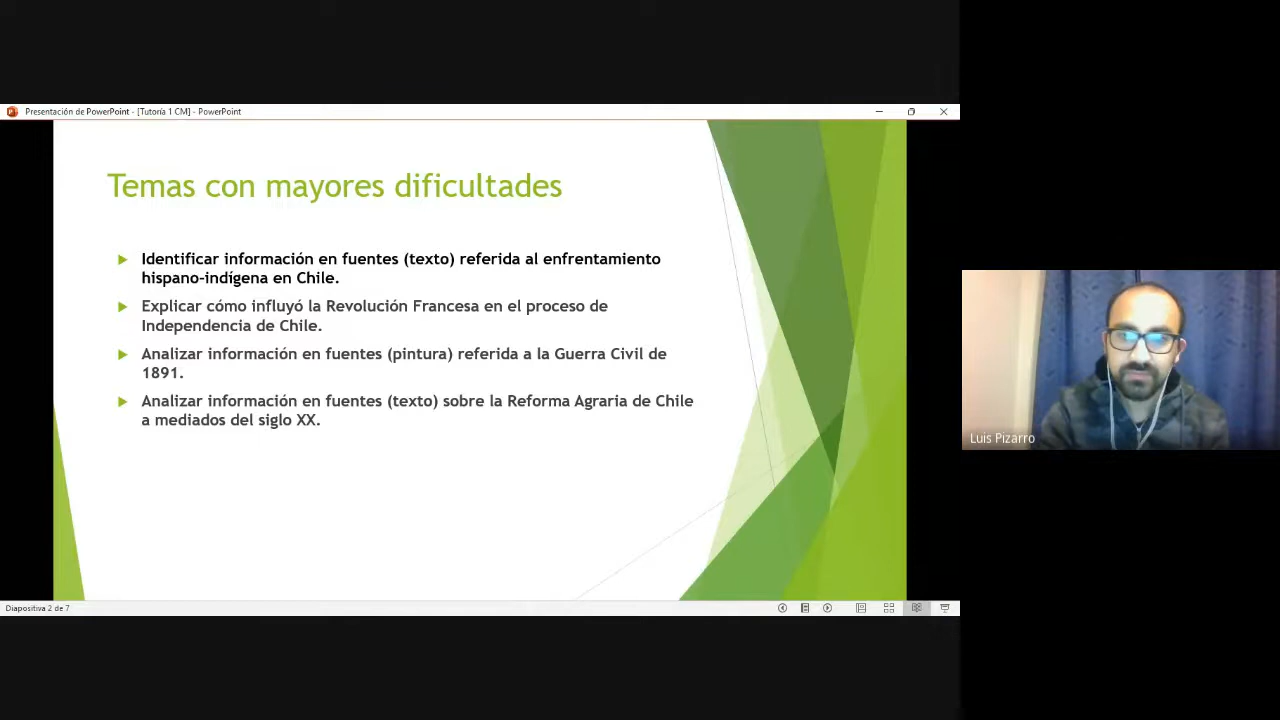 Presentación de PowerPoint - [Tutoría 1 CM] - PowerPoint
Temas con mayores dificultades
Identificar información en fuentes (texto) referida al enfrentamiento
hispano-indígena en Chile.
Explicar cómo influyó la Revolución Francesa en el proceso de
Independencia de Chile.
Analizar información en fuentes (pintura) referida a la Guerra Civil de
1891.
Analizar información en fuentes (texto) sobre la Reforma Agraria de Chile
a mediados del siglo XX.
Luis Pizarro
Diapositiva 2 de 7